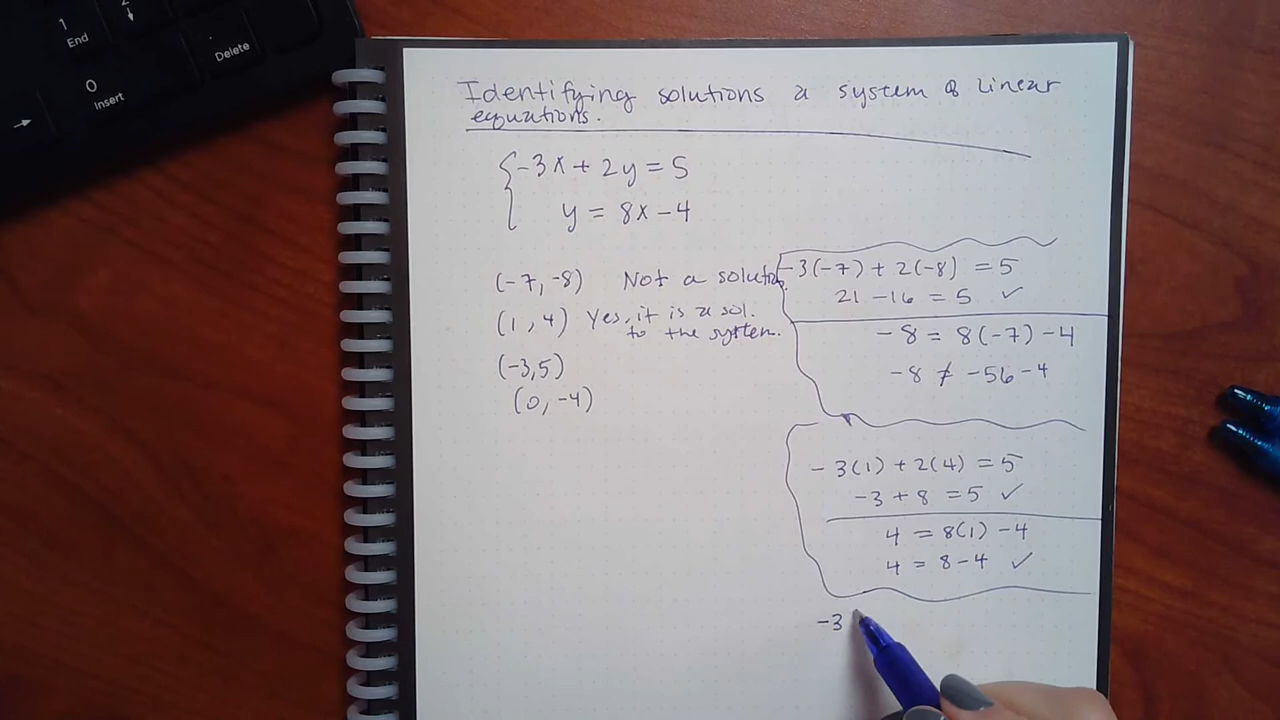 1
End
2
↓
.
Delete
0
Insert
→
Identifying solutions a system of linear
equations.
-3x + 2y = 5
y = 8x - 4
(-7, -8) Not a solution.
(1, 4) Yes, it is a sol.
to the system.
(-3, 5)
(0, -4)
-3(-7) + 2(-8) = 5
21 - 16 = 5 ✓
-8 = 8(-7) - 4
-8 ≠ -56 - 4
-3(1) + 2(4) = 5
-3 + 8 = 5 ✓
4 = 8(1) - 4
4 = 8 - 4 ✓
-3